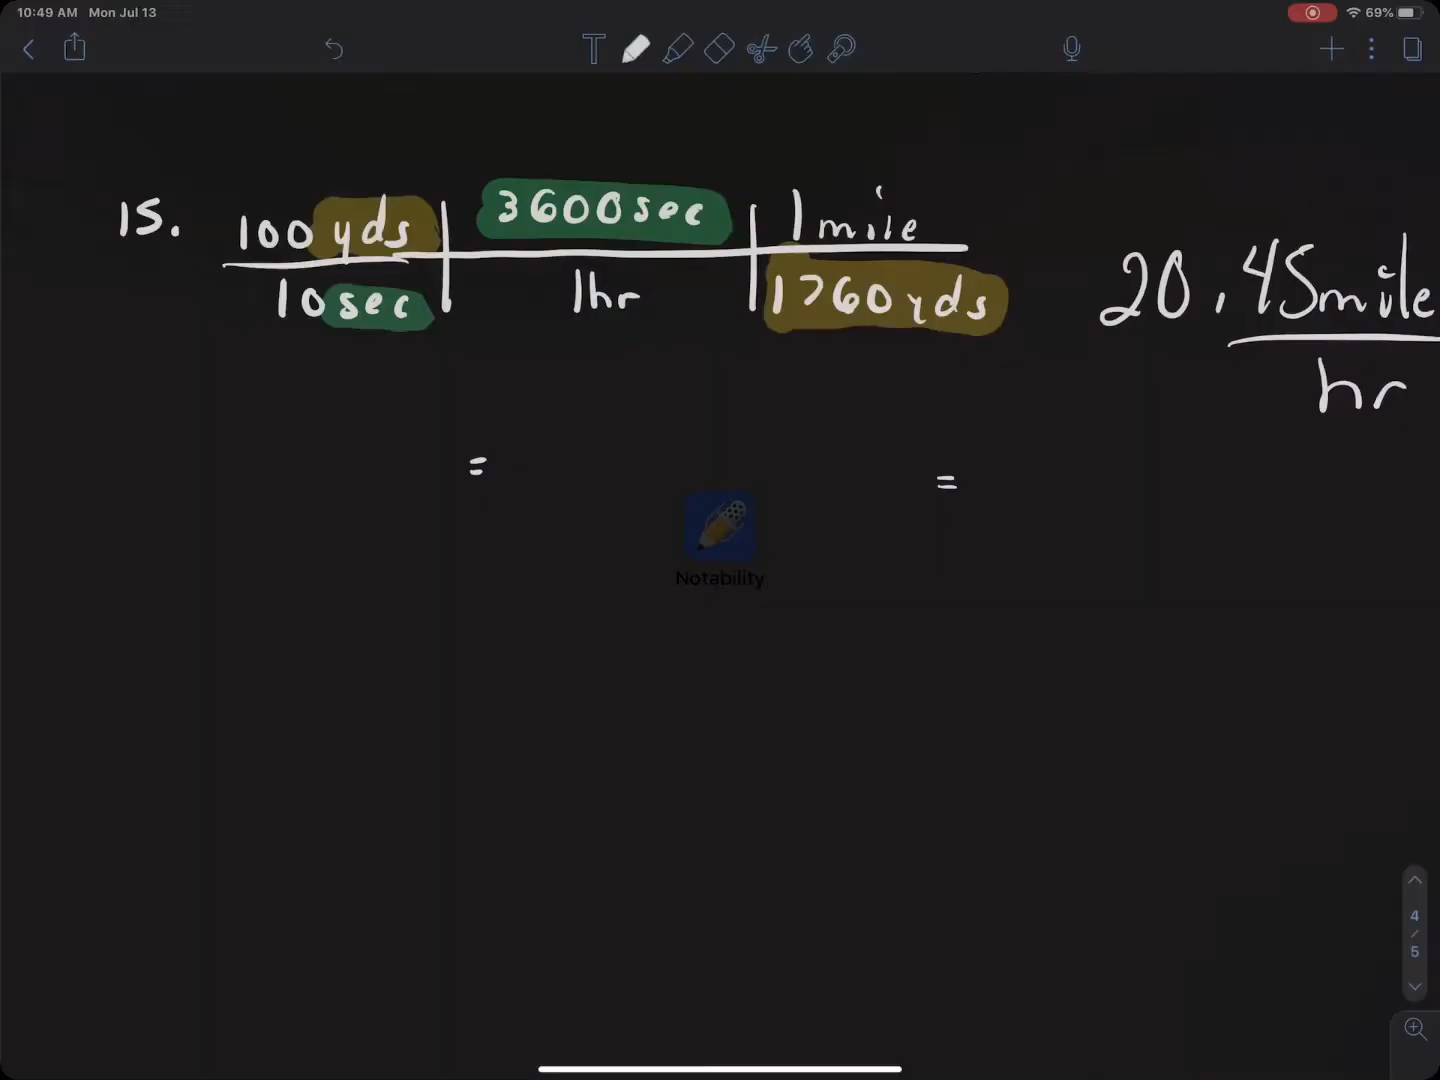 10:49 AM Mon Jul 13
69%
15. 100 yds 3600 sec 1 mile
10 sec 1hr 1760 yds
20.45 mile
hr
= =
Notability
4
/
5